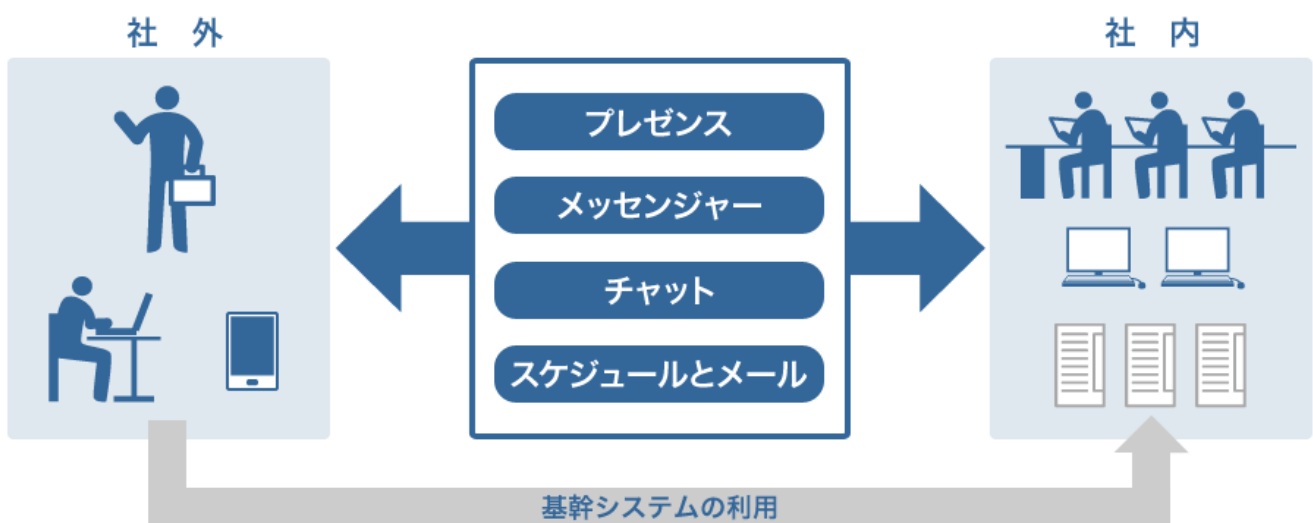 社 外
社 内
プレゼンス
メッセンジャー
チャット
スケジュールとメール
基幹システムの利用